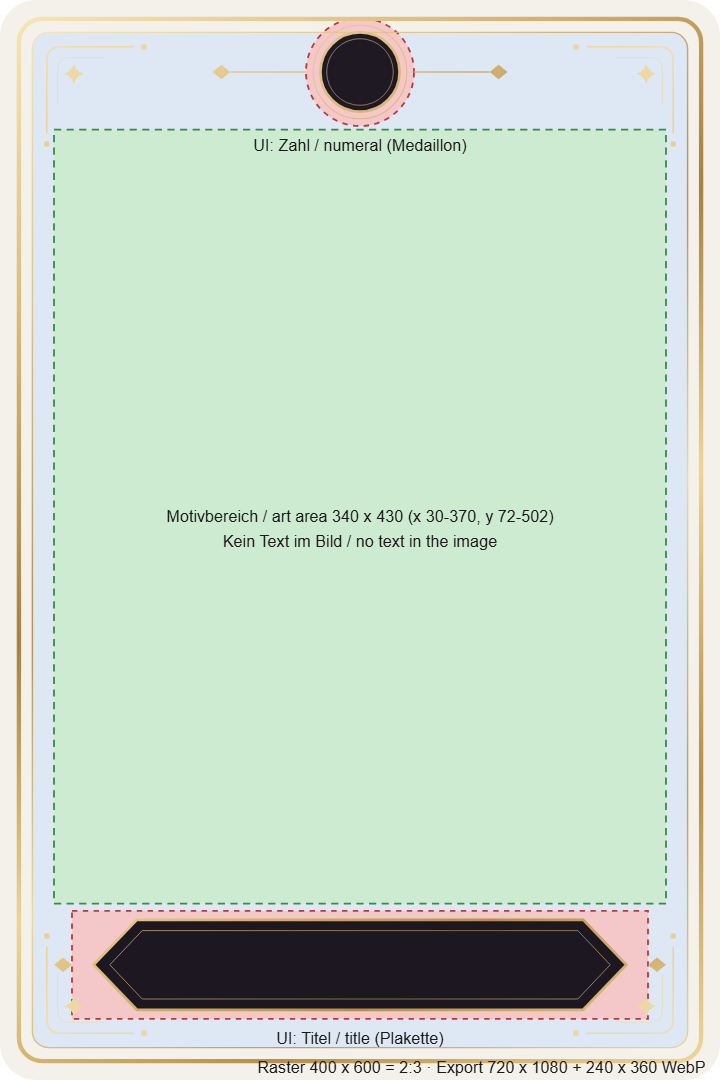 UI: Zahl / numeral (Medaillon)
Motivbereich / art area 340 x 430 (x 30-370, y 72-502)
Kein Text im Bild / no text in the image
UI: Titel / title (Plakette)
Raster 400 x 600 = 2:3 · Export 720 x 1080 + 240 x 360 WebP